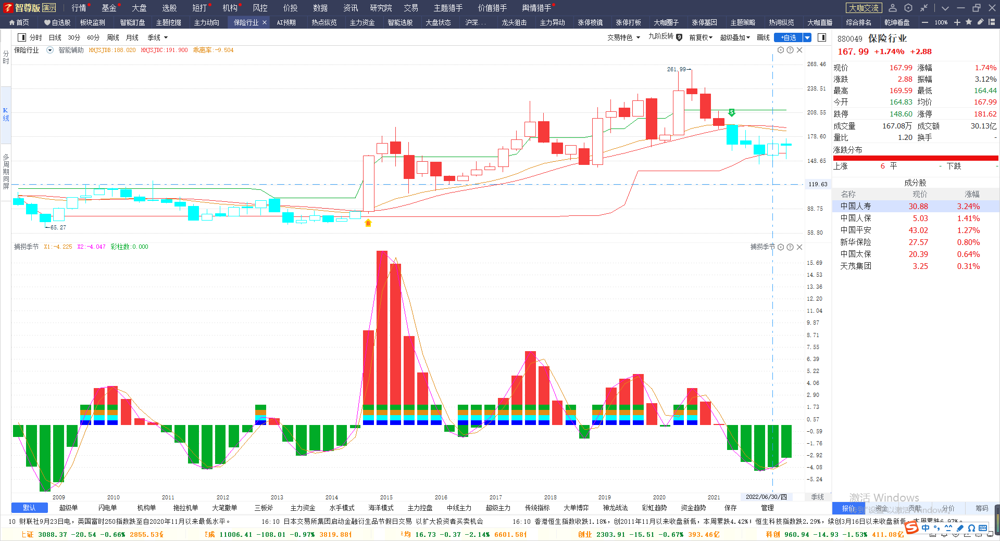 智尊版 演示 行情 基金 大盘 选股 短打 机构 风控 价投 数据 资讯 研究院 交易 主题猎手 价值猎手 舆情猎手 大咖交流
首页 自选股 板块监测 智能盯盘 主题挖掘 主力动向 保险行业 AI预期 热点纵览 主力资金 智能选股 大盘状态 沪深... 龙头狙击 主力异动 涨停棱镜 涨停打板 大咖圈子 涨停基因 主题策略 热词纵览 大咖直播 综合排名 乾坤看盘 100%
分时 日线 30分 60分 周线 月线 季线 交易特色 九阶反转 9 前复权 超级叠加 画线 +自选
分时
K线
多周期同屏
保险行业 智能辅助 HHJSJDB:188.020 HHJSJDC:191.900 乖离率:-9.504
268.46
238.51
208.55
178.60
148.65
119.63
88.75
58.80
261.99
65.27
S
B
捕捞季节 X1:-4.225 X2:-4.047 彩柱数:0.000 捕捞季节
15.69
14.53
13.36
12.20
11.04
9.87
8.71
7.55
6.39
5.22
4.06
2.90
1.73
0.57
-0.59
-1.76
-2.92
-4.08
-5.24
2009 2010 2011 2012 2013 2014 2015 2016 2017 2018 2019 2020 2021 2022/06/30/四 季线
默认 超级单 闪电单 机构单 拖拉机单 大笔撤单 三板斧 主力资金 水手模式 海洋模式 主力控盘 中线主力 超级主力 传统指标 大单博弈 神龙战法 彩虹趋势 资金趋势 保存 管理
880049 保险行业
167.99 +1.74% +2.88
现价 167.99 涨幅 1.74%
涨跌 2.88 振幅 3.12%
最高 169.59 最低 164.44
今开 164.83 均价 167.99
跌停 148.60 涨停 181.62
成交量 167.08万 成交额 30.13亿
量比 1.20 换手 -
涨跌分布
上涨 6 平 - 下跌 -
成分股
名称 现价 涨幅
中国人寿 30.88 3.24%
中国人保 5.03 1.41%
中国平安 43.02 1.27%
新华保险 27.57 0.80%
中国太保 20.39 0.64%
天茂集团 3.25 0.31%
激活 Windows
转到"设置"以激活 Windows。
报价 资金 贡献 分价 筹码
10 财联社9月23日电，英国富时250指数跌至自2020年11月以来最低水平。 16:10 日本交易所集团启动金融衍生品节假日交易 以扩大投资者买卖机会 16:10 香港恒生指数收跌1.18%，创2011年11月以来收盘新低，本周累跌4.42%；恒生科技指数跌2.29%，续创3月16日以来收盘新低，本周累跌6.97%。
上证 3088.37 -20.54 -0.66% 2855.53亿 成 11006.41 -108.01 -0.97% 3819.88亿 平均 16.73 -0.37 -2.14% 6601.58亿 创业 2303.91 -15.51 -0.67% 393.46亿 科创 960.94 -14.93 -1.53% 411.08亿
中